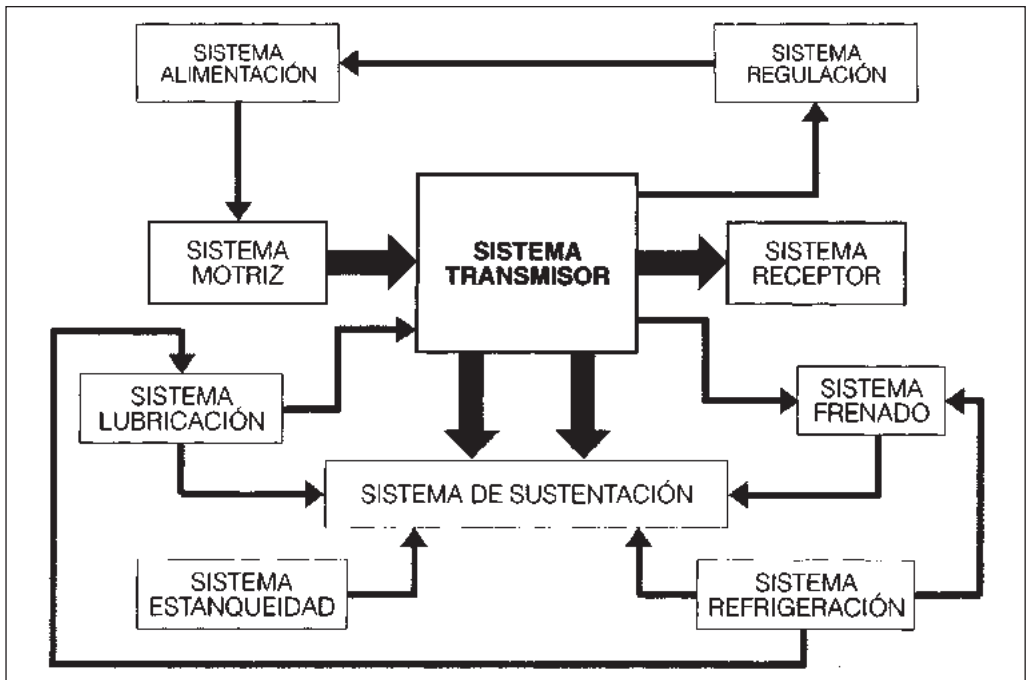 SISTEMA
ALIMENTACIÓN
SISTEMA
REGULACIÓN
SISTEMA
MOTRIZ
SISTEMA
TRANSMISOR
SISTEMA
RECEPTOR
SISTEMA
LUBRICACIÓN
SISTEMA
FRENADO
SISTEMA DE SUSTENTACIÓN
SISTEMA
ESTANQUEIDAD
SISTEMA
REFRIGERACIÓN